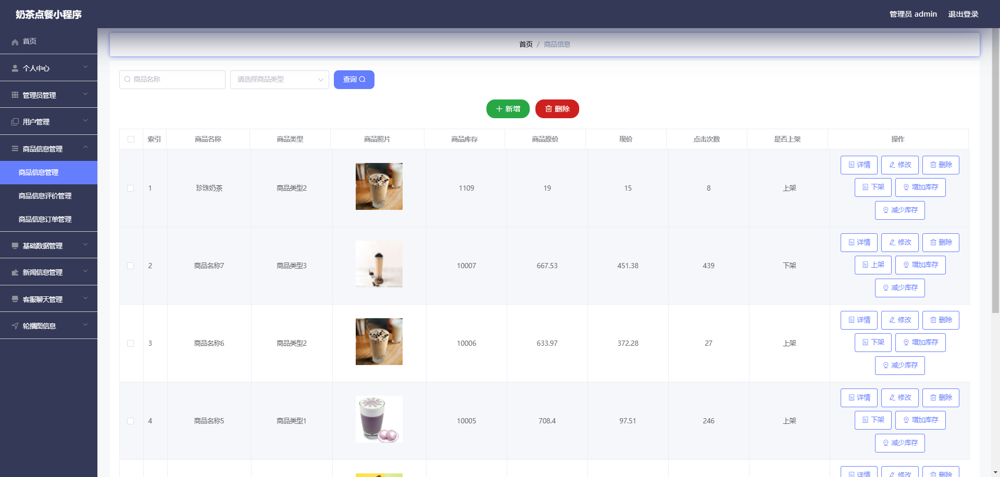 奶茶点餐小程序
管理员 admin 退出登录
首页
个人中心
管理员管理
用户管理
商品信息管理
商品信息管理
商品信息评价管理
商品信息订单管理
基础数据管理
新闻信息管理
客服聊天管理
轮播图信息
首页 / 商品信息
商品名称 请选择商品类型 查询
新增 删除
索引 商品名称 商品类型 商品照片 商品库存 商品原价 现价 点击次数 是否上架 操作
1 珍珠奶茶 商品类型2 1109 19 15 8 上架
详情 修改 删除
下架 增加库存
减少库存
2 商品名称7 商品类型3 10007 667.53 451.38 439 下架
详情 修改 删除
上架 增加库存
减少库存
3 商品名称6 商品类型2 10006 633.97 372.28 27 上架
详情 修改 删除
下架 增加库存
减少库存
4 商品名称5 商品类型1 10005 708.4 97.51 246 上架
详情 修改 删除
下架 增加库存
减少库存
详情 修改 删除